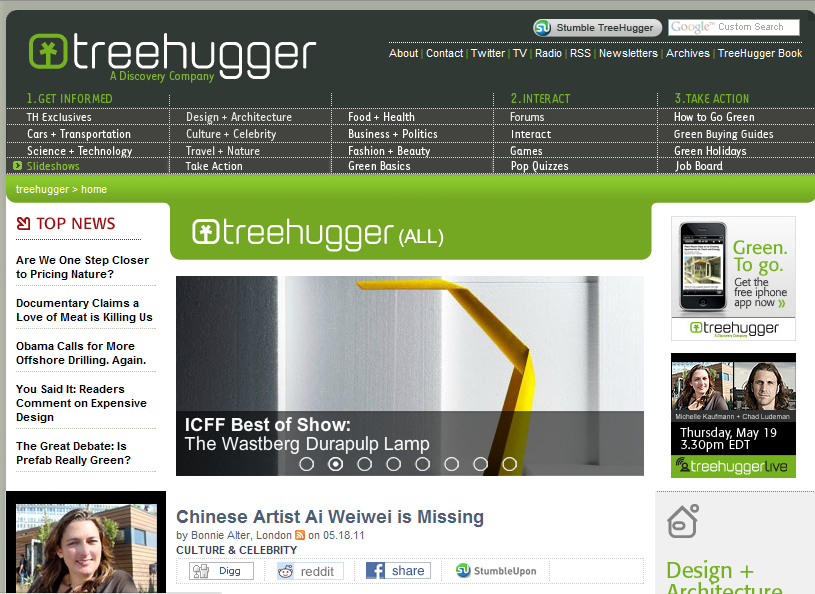 Stumble TreeHugger
Google™ Custom Search
treehugger
A Discovery Company
About | Contact | Twitter | TV | Radio | RSS | Newsletters | Archives | TreeHugger Book
1.GET INFORMED
2.INTERACT
3.TAKE ACTION
TH Exclusives
Design + Architecture
Food + Health
Forums
How to Go Green
Cars + Transportation
Culture + Celebrity
Business + Politics
Interact
Green Buying Guides
Science + Technology
Travel + Nature
Fashion + Beauty
Games
Green Holidays
Slideshows
Take Action
Green Basics
Pop Quizzes
Job Board
treehugger > home
TOP NEWS
Are We One Step Closer
to Pricing Nature?
Documentary Claims a
Love of Meat is Killing Us
Obama Calls for More
Offshore Drilling. Again.
You Said It: Readers
Comment on Expensive
Design
The Great Debate: Is
Prefab Really Green?
treehugger (ALL)
ICFF Best of Show:
The Wastberg Durapulp Lamp
Chinese Artist Ai Weiwei is Missing
by Bonnie Alter, London on 05.18.11
CULTURE & CELEBRITY
Digg
reddit
share
StumbleUpon
Green.
To go.
Get the
free iphone
app now »
treehugger
A Discovery Company
Michelle Kaufmann + Chad Ludeman
Thursday, May 19
3.30pm EDT
treehuggerlive
Design +
Architecture